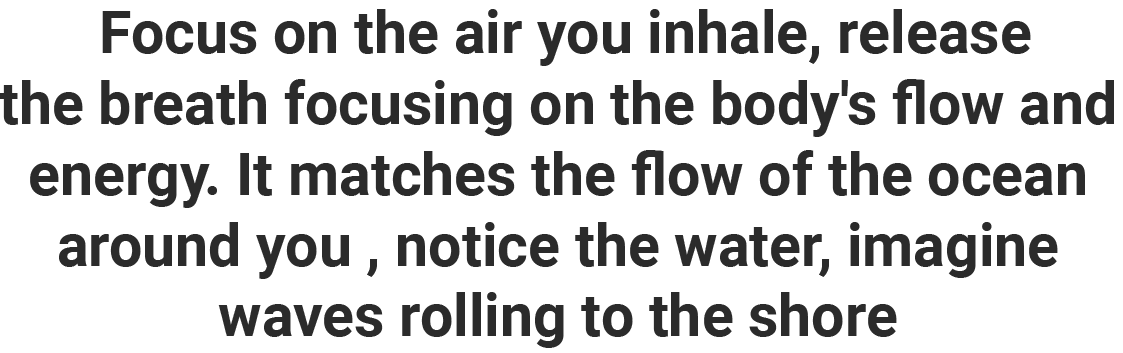 Focus on the air you inhale, release
the breath focusing on the body's flow and
energy. It matches the flow of the ocean
around you , notice the water, imagine
waves rolling to the shore